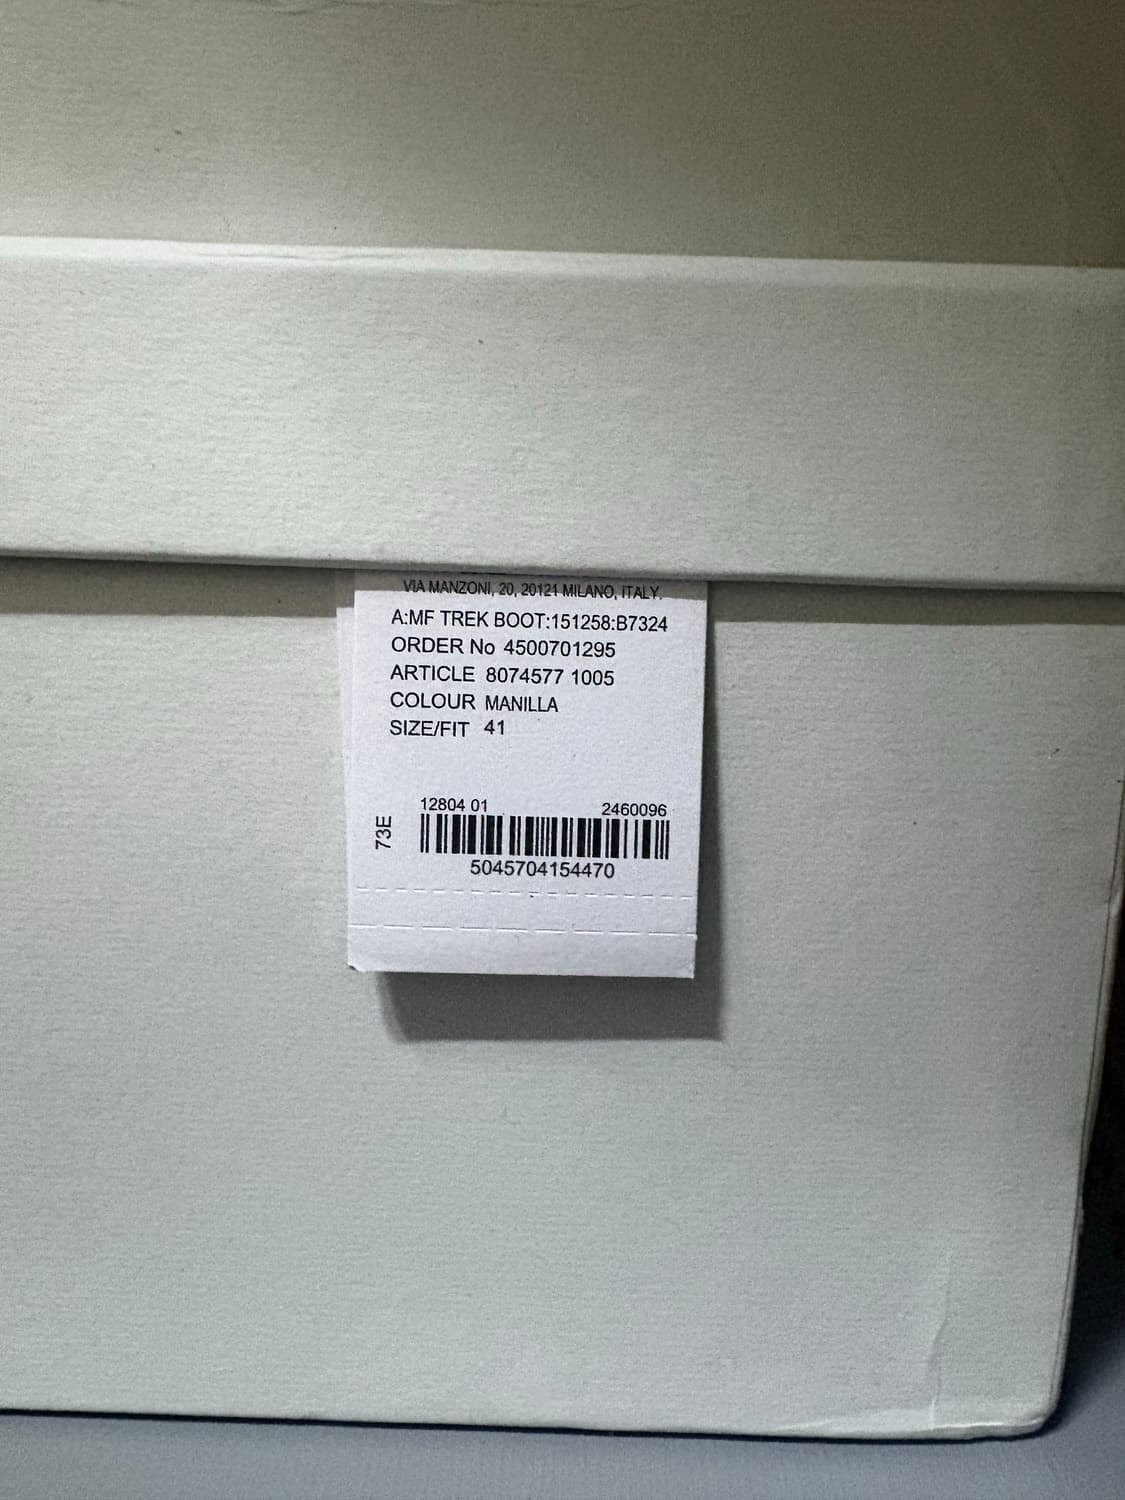 VIA MANZONI, 20, 20121 MILANO, ITALY.
A:MF TREK BOOT:151258:B7324
ORDER No 4500701295
ARTICLE 8074577 1005
COLOUR MANILLA
SIZE/FIT 41
12804 01 2460096
73E
5045704154470